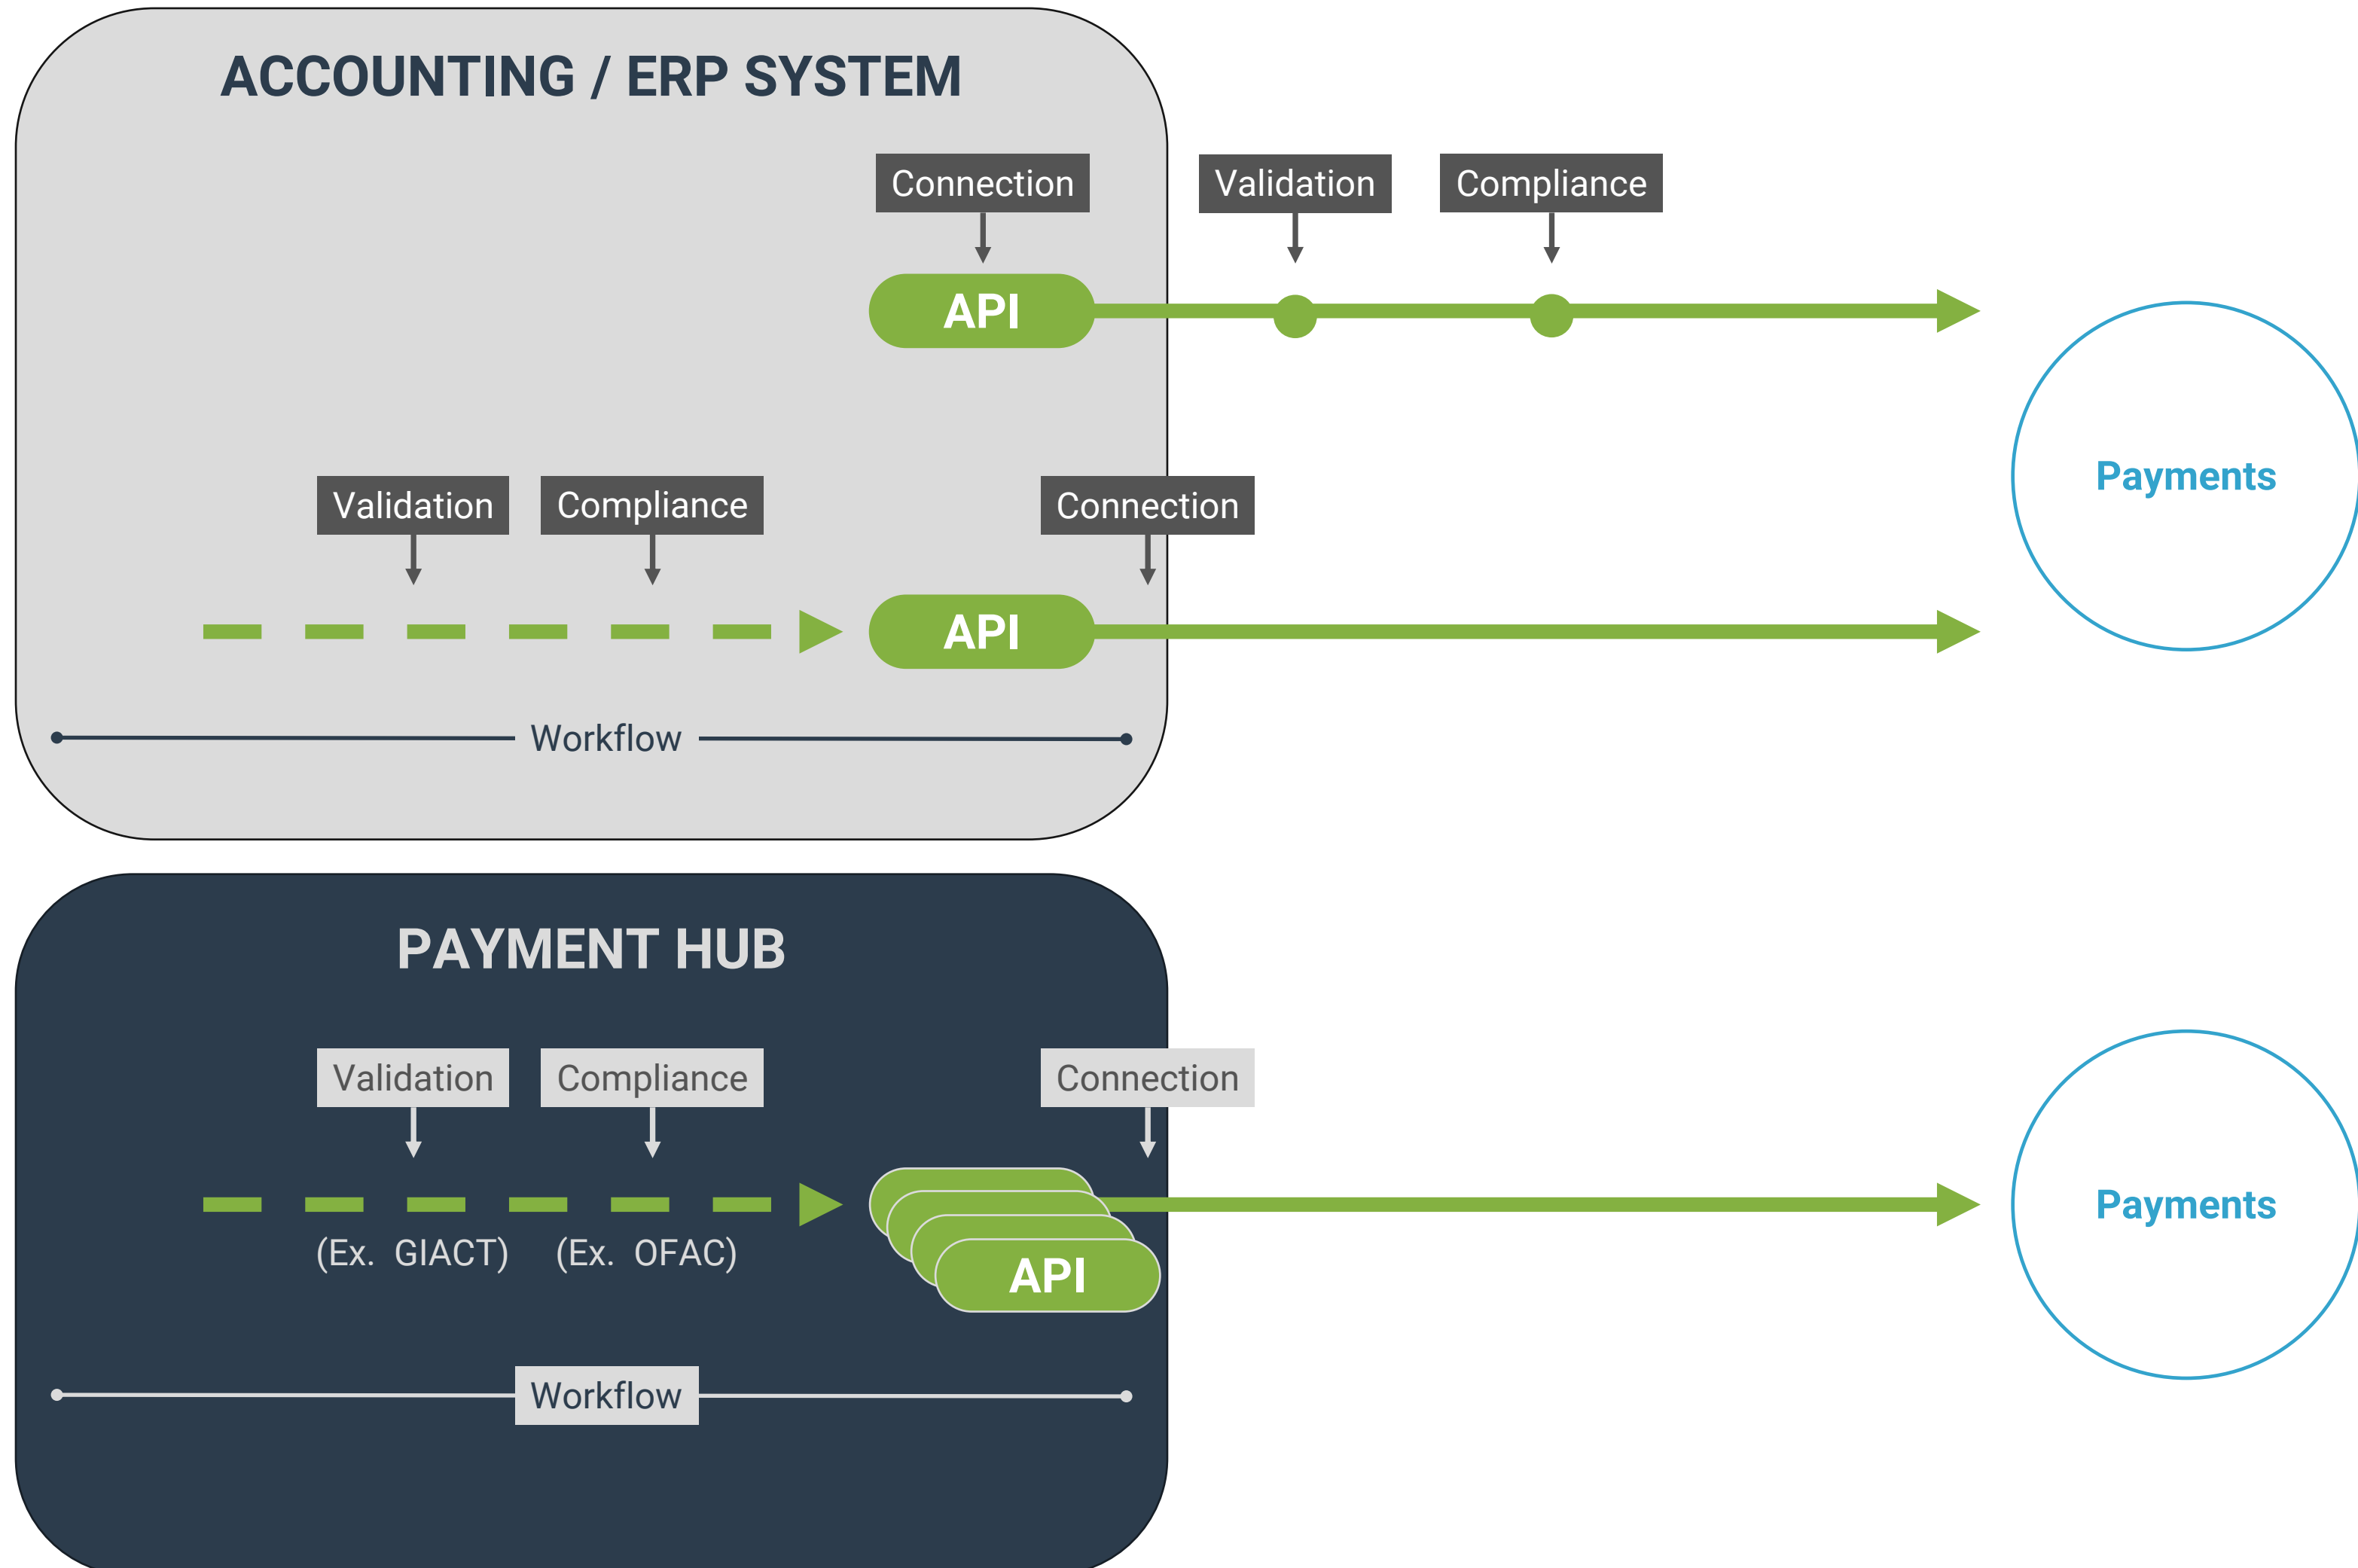 ACCOUNTING / ERP SYSTEM
Connection
Validation
Compliance
API
Payments
Validation
Compliance
Connection
API
Workflow
PAYMENT HUB
Validation
Compliance
Connection
Payments
(Ex. GIACT)
(Ex. OFAC)
API
Workflow